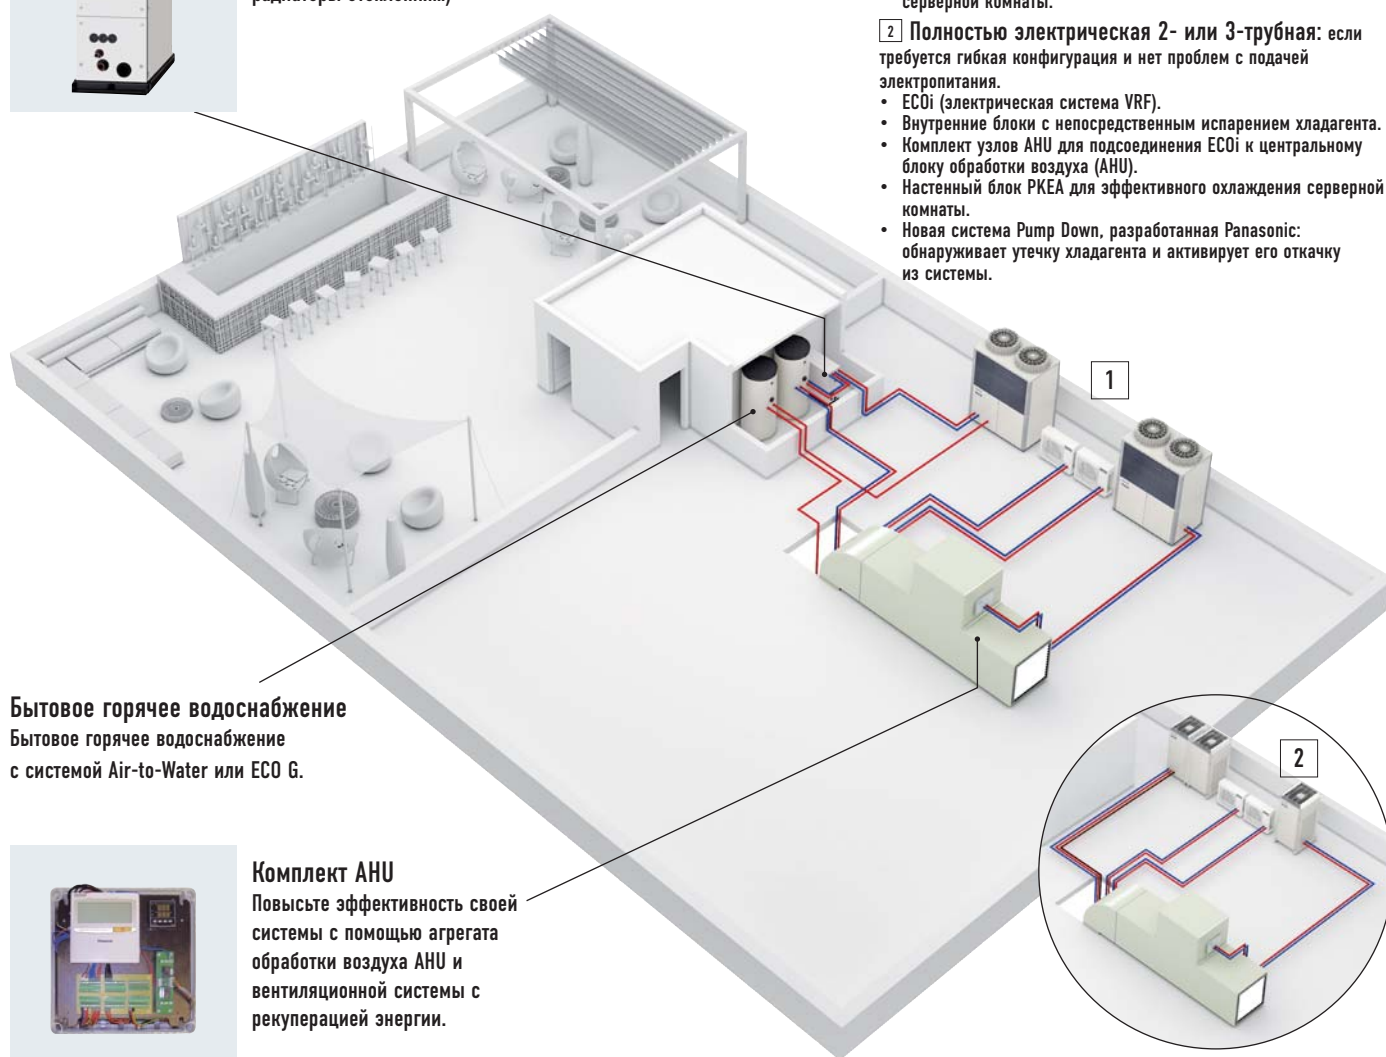 серверной комнаты.
2 Полностью электрическая 2- или 3-трубная: если
требуется гибкая конфигурация и нет проблем с подачей
электропитания.
• ECOi (электрическая система VRF).
• Внутренние блоки с непосредственным испарением хладагента.
• Комплект узлов AHU для подсоединения ECOi к центральному
блоку обработки воздуха (AHU).
• Настенный блок PKEA для эффективного охлаждения серверной
комнаты.
• Новая система Pump Down, разработанная Panasonic:
обнаруживает утечку хладагента и активирует его откачку
из системы.
1
Бытовое горячее водоснабжение
Бытовое горячее водоснабжение
с системой Air-to-Water или ECO G.
2
Комплект AHU
Повысьте эффективность своей
системы с помощью агрегата
обработки воздуха AHU и
вентиляционной системы с
рекуперацией энергии.